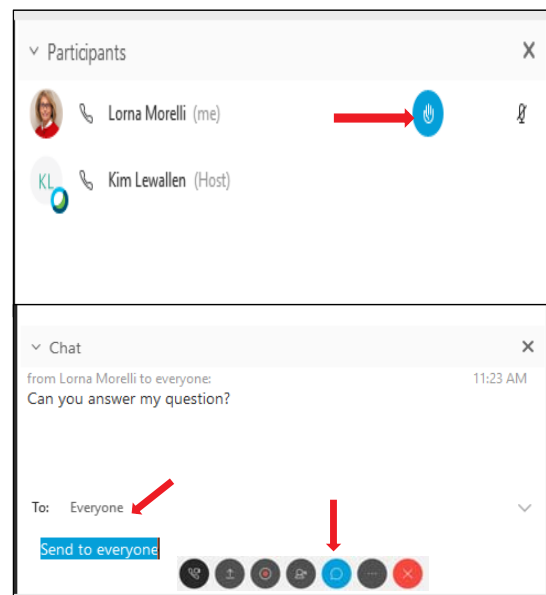 Participants
Lorna Morelli (me)
KL Kim Lewallen (Host)
Chat
from Lorna Morelli to everyone: 11:23 AM
Can you answer my question?
To: Everyone
Send to everyone